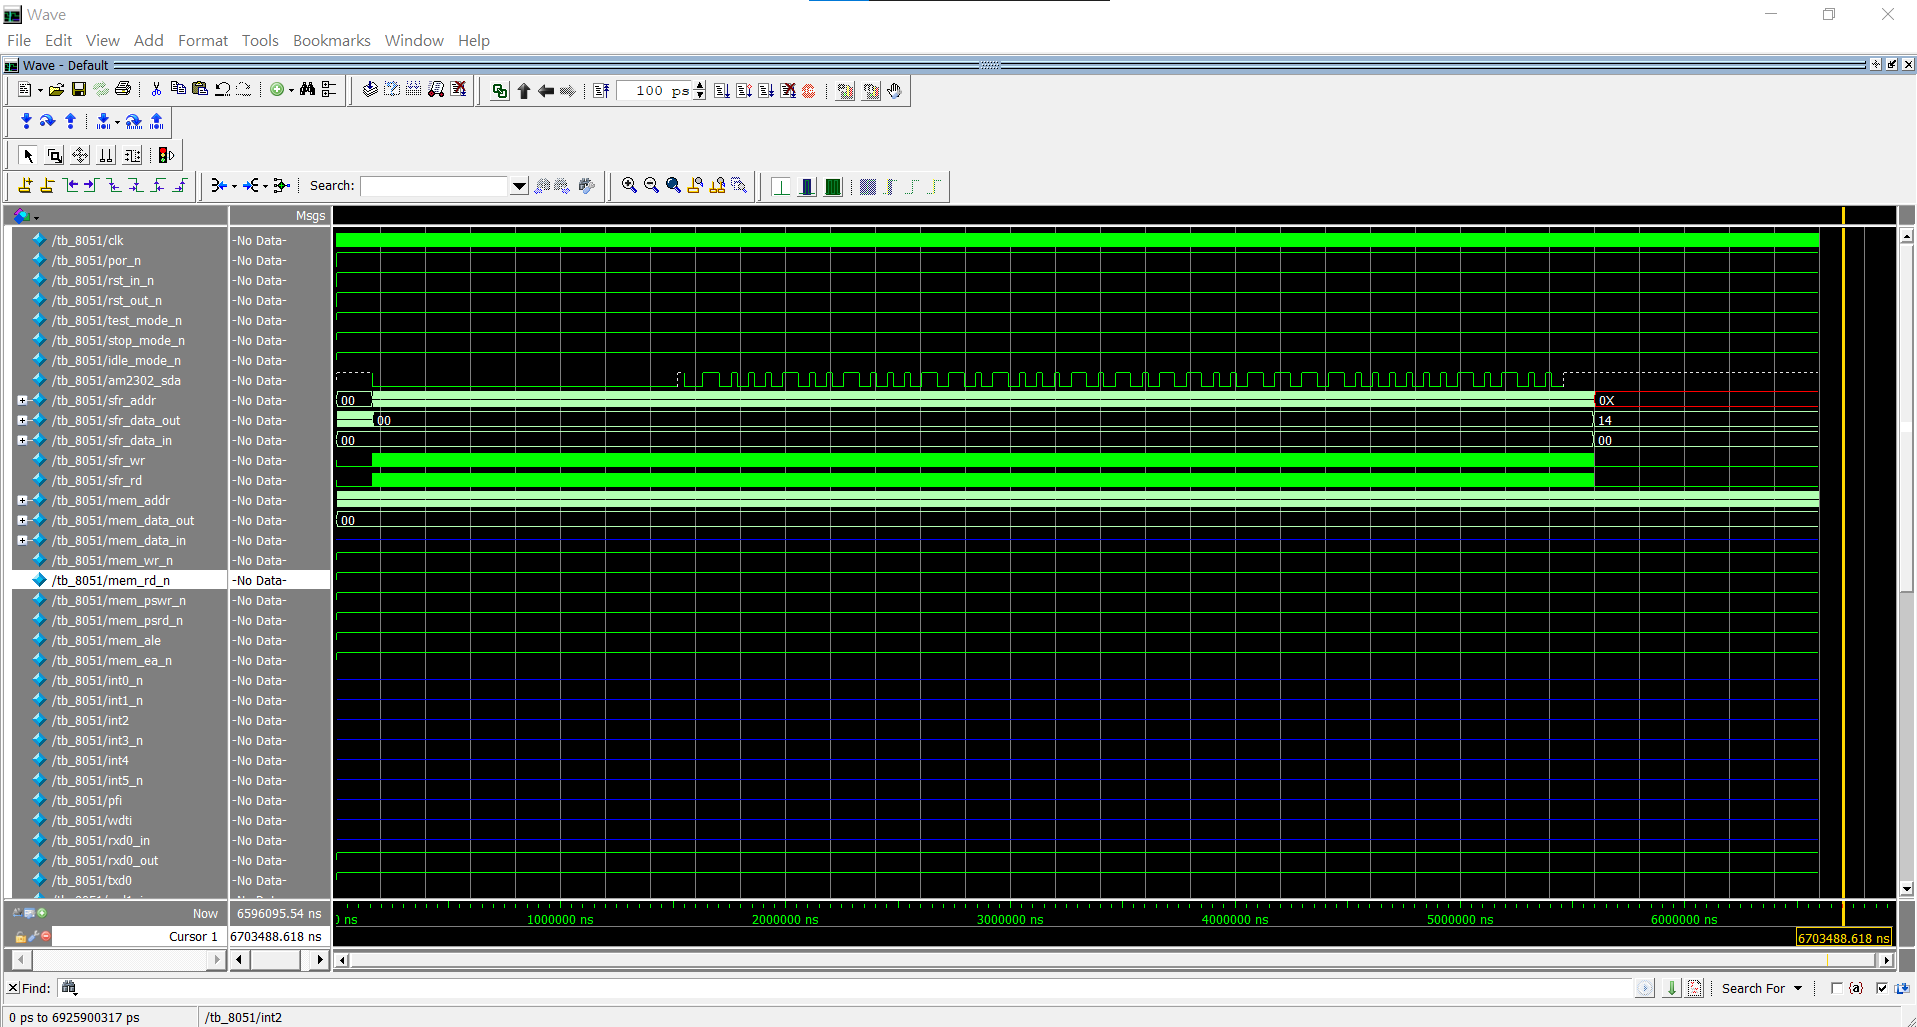 Wave
File Edit View Add Format Tools Bookmarks Window Help
Wave - Default
100 ps
Search:
Msgs
/tb_8051/clk -No Data-
/tb_8051/por_n -No Data-
/tb_8051/rst_in_n -No Data-
/tb_8051/rst_out_n -No Data-
/tb_8051/test_mode_n -No Data-
/tb_8051/stop_mode_n -No Data-
/tb_8051/idle_mode_n -No Data-
/tb_8051/am2302_sda -No Data-
/tb_8051/sfr_addr -No Data- 00 0X
/tb_8051/sfr_data_out -No Data- 00 14
/tb_8051/sfr_data_in -No Data- 00 00
/tb_8051/sfr_wr -No Data-
/tb_8051/sfr_rd -No Data-
/tb_8051/mem_addr -No Data-
/tb_8051/mem_data_out -No Data- 00
/tb_8051/mem_data_in -No Data-
/tb_8051/mem_wr_n -No Data-
/tb_8051/mem_rd_n -No Data-
/tb_8051/mem_pswr_n -No Data-
/tb_8051/mem_psrd_n -No Data-
/tb_8051/mem_ale -No Data-
/tb_8051/mem_ea_n -No Data-
/tb_8051/int0_n -No Data-
/tb_8051/int1_n -No Data-
/tb_8051/int2 -No Data-
/tb_8051/int3_n -No Data-
/tb_8051/int4 -No Data-
/tb_8051/int5_n -No Data-
/tb_8051/pfi -No Data-
/tb_8051/wdti -No Data-
/tb_8051/rxd0_in -No Data-
/tb_8051/rxd0_out -No Data-
/tb_8051/txd0 -No Data-
Now 6596095.54 ns ns 1000000 ns 2000000 ns 3000000 ns 4000000 ns 5000000 ns 6000000 ns
Cursor 1 6703488.618 ns 6703488.618 ns
Find: Search For {a}
0 ps to 6925900317 ps /tb_8051/int2